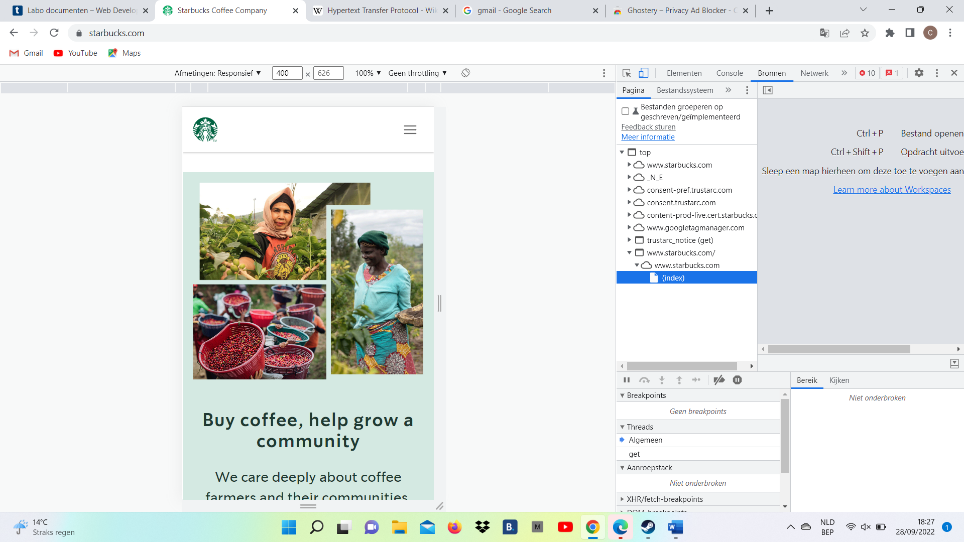 Labo documenten – Web Develop
Starbucks Coffee Company
Hypertext Transfer Protocol - Wiki
gmail - Google Search
Ghostery – Privacy Ad Blocker - C
starbucks.com
C
Gmail
YouTube
Maps
Afmetingen: Responsief ▼
400 x 626
100% ▼
Geen throttling ▼
Elementen
Console
Bronnen
Netwerk
»
10
1
Pagina
Bestandssysteem
»
Bestanden groeperen op
geschreven/geïmplementeerd
Feedback sturen
Meer informatie
top
www.starbucks.com
_N_E
consent-pref.trustarc.com
consent.trustarc.com
content-prod-live.cert.starbucks.c
www.googletagmanager.com
trustarc_notice (get)
www.starbucks.com/
www.starbucks.com
(index)
Ctrl + P Bestand openen
Ctrl + Shift + P Opdracht uitvoe
Sleep een map hierheen om deze toe te voegen aan
Learn more about Workspaces
Buy coffee, help grow a
community
We care deeply about coffee
farmers and their communities.
Breakpoints
Geen breakpoints
Threads
Algemeen
get
Aanroepstack
Niet onderbroken
XHR/fetch-breakpoints
Bereik
Kijken
Niet onderbroken
14°C
Straks regen
B
M
W
NLD
BEP
18:27
28/09/2022
1